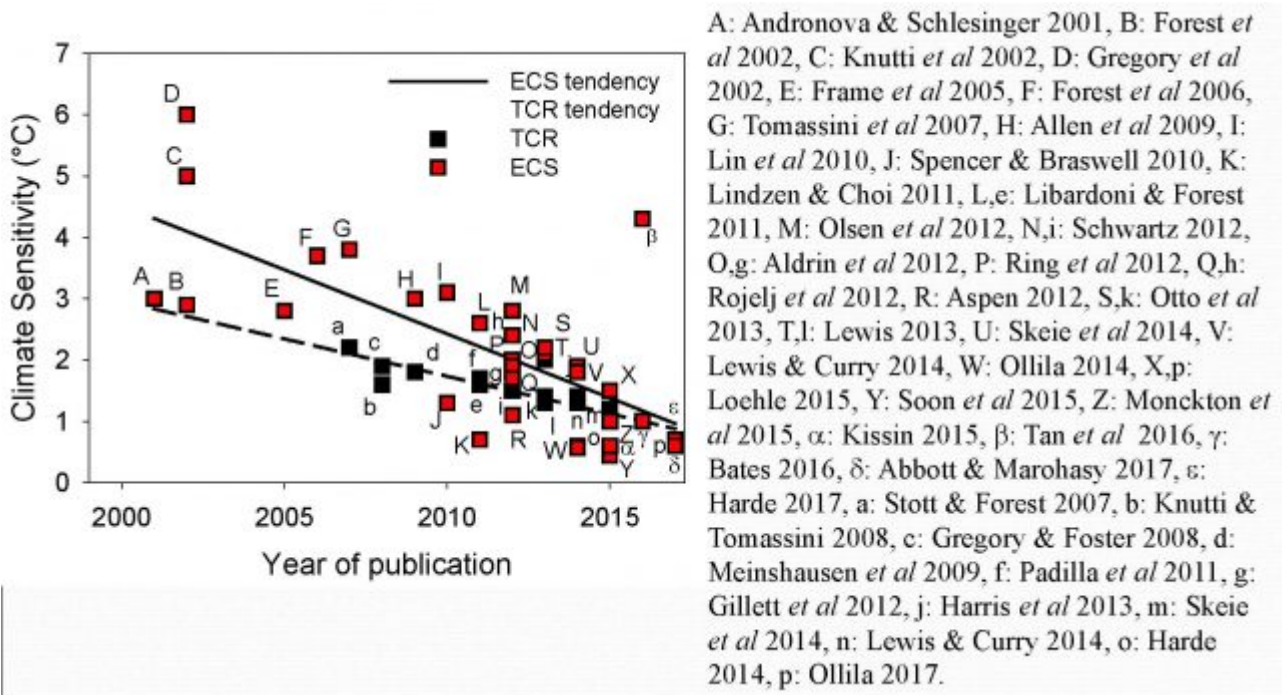 7
6
5
4
3
2
1
0
Climate Sensitivity (°C)
2000 2005 2010 2015
Year of publication
ECS tendency
TCR tendency
TCR
ECS
D
C
A
B
F
G
E
H
I
a
c
b
d
L
M
h
N
S
P
O
T
U
f
g
Q
V
X
J
e
i
k
n
m
ε
K
R
l
W
o
Z
α
Y
γ
p
δ
β
A: Andronova & Schlesinger 2001, B: Forest et
al 2002, C: Knutti et al 2002, D: Gregory et al
2002, E: Frame et al 2005, F: Forest et al 2006,
G: Tomassini et al 2007, H: Allen et al 2009, I:
Lin et al 2010, J: Spencer & Braswell 2010, K:
Lindzen & Choi 2011, L,e: Libardoni & Forest
2011, M: Olsen et al 2012, N,i: Schwartz 2012,
O,g: Aldrin et al 2012, P: Ring et al 2012, Q,h:
Rojelj et al 2012, R: Aspen 2012, S,k: Otto et al
2013, T,l: Lewis 2013, U: Skeie et al 2014, V:
Lewis & Curry 2014, W: Ollila 2014, X,p:
Loehle 2015, Y: Soon et al 2015, Z: Monckton et
al 2015, α: Kissin 2015, β: Tan et al 2016, γ:
Bates 2016, δ: Abbott & Marohasy 2017, ε:
Harde 2017, a: Stott & Forest 2007, b: Knutti &
Tomassini 2008, c: Gregory & Foster 2008, d:
Meinshausen et al 2009, f: Padilla et al 2011, g:
Gillett et al 2012, j: Harris et al 2013, m: Skeie
et al 2014, n: Lewis & Curry 2014, o: Harde
2014, p: Ollila 2017.